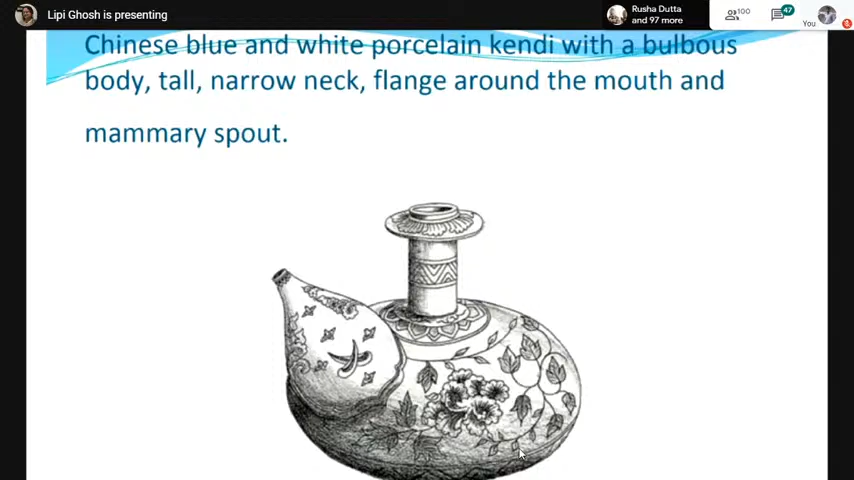 Lipi Ghosh is presenting
Rusha Dutta
and 97 more
100
47
You
Chinese blue and white porcelain kendi with a bulbous
body, tall, narrow neck, flange around the mouth and
mammary spout.